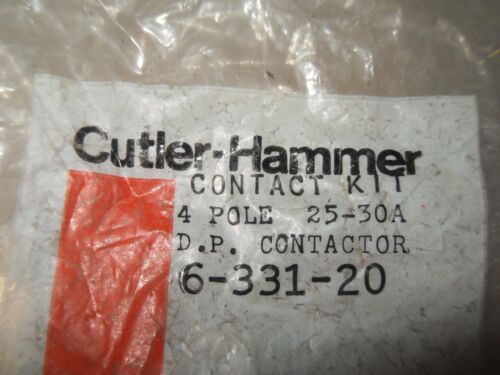 Cutler-Hammer
CONTACT KIT
4 POLE 25-30A
D.P. CONTACTOR
6-331-20